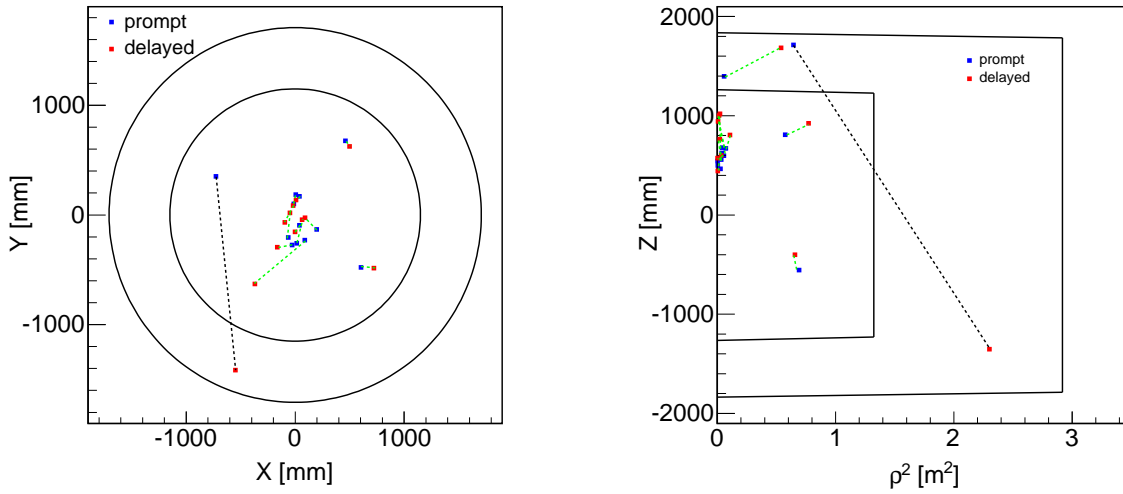 prompt
delayed
1000
0
-1000
Y [mm]
-1000 0 1000
X [mm]
2000
1000
0
-1000
-2000
Z [mm]
prompt
delayed
0 1 2 3
ρ² [m²]